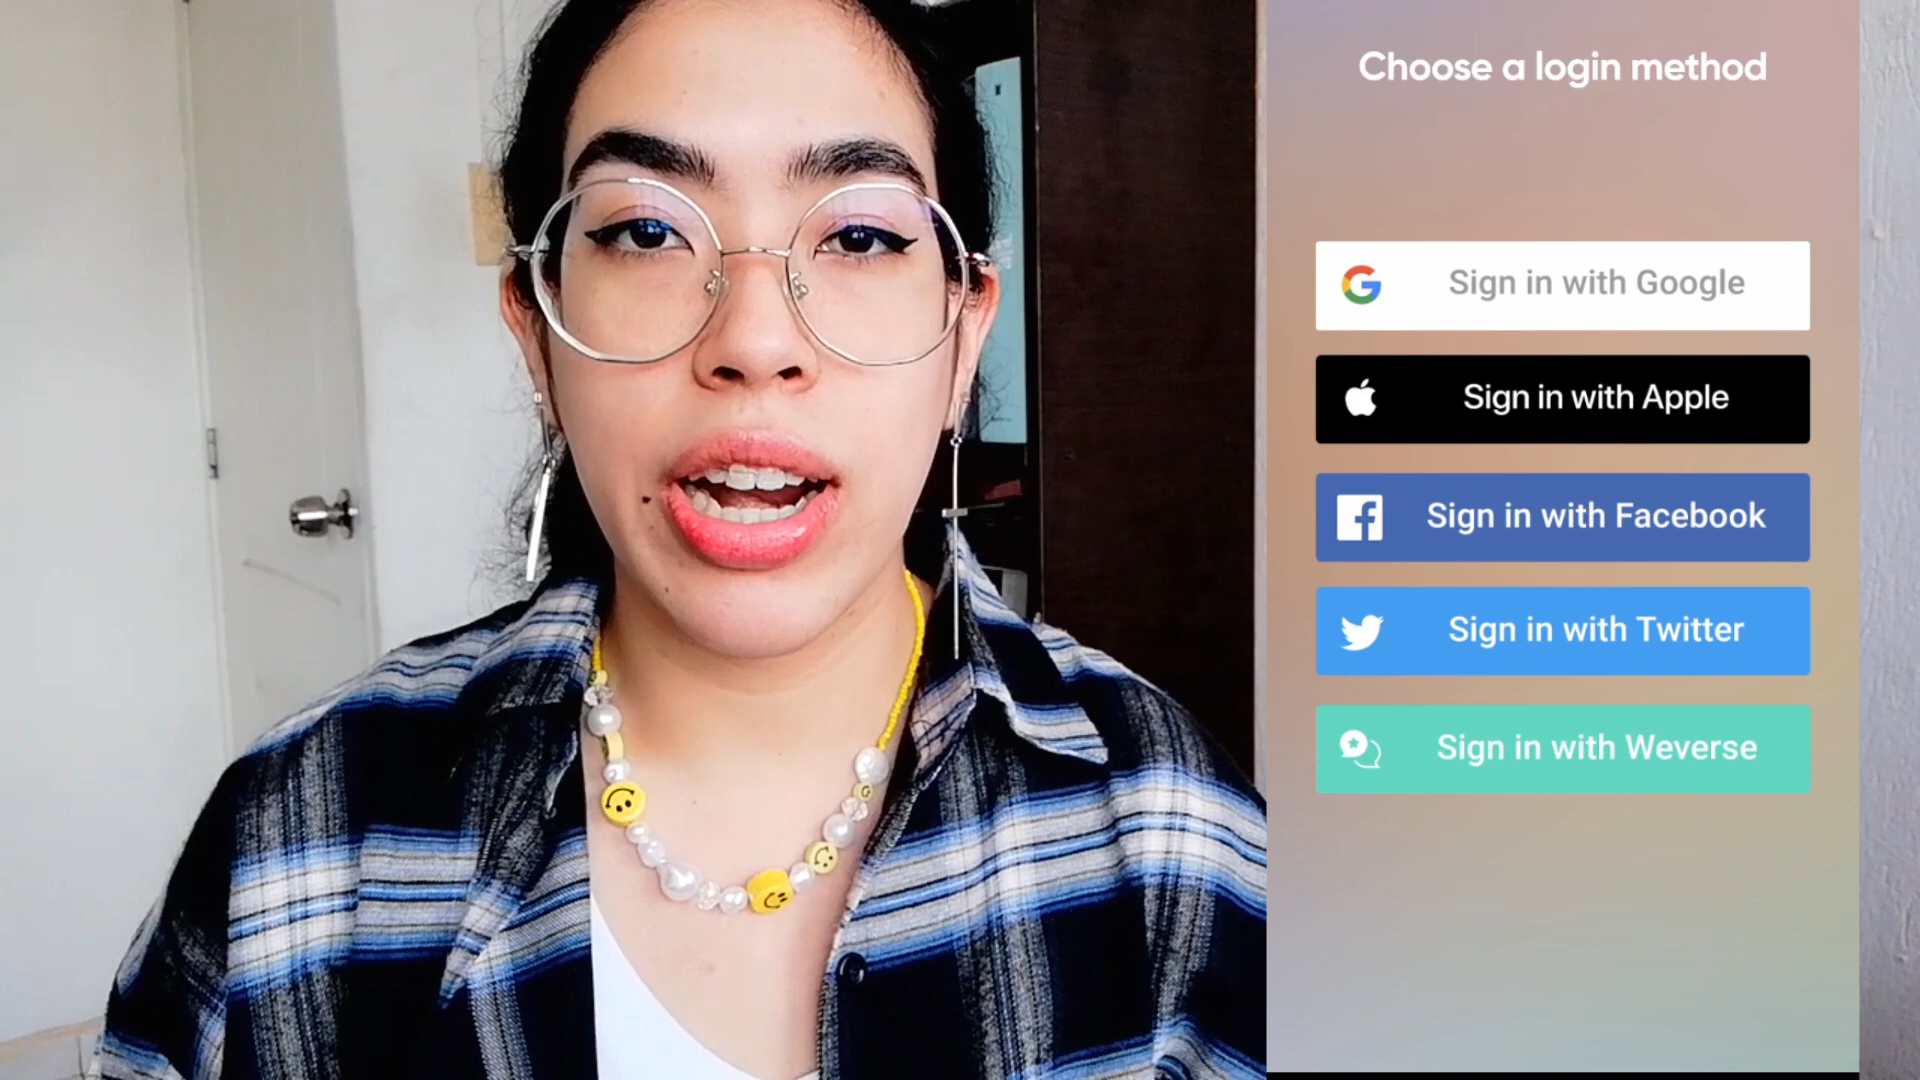 Choose a login method
Sign in with Google
Sign in with Apple
Sign in with Facebook
Sign in with Twitter
Sign in with Weverse